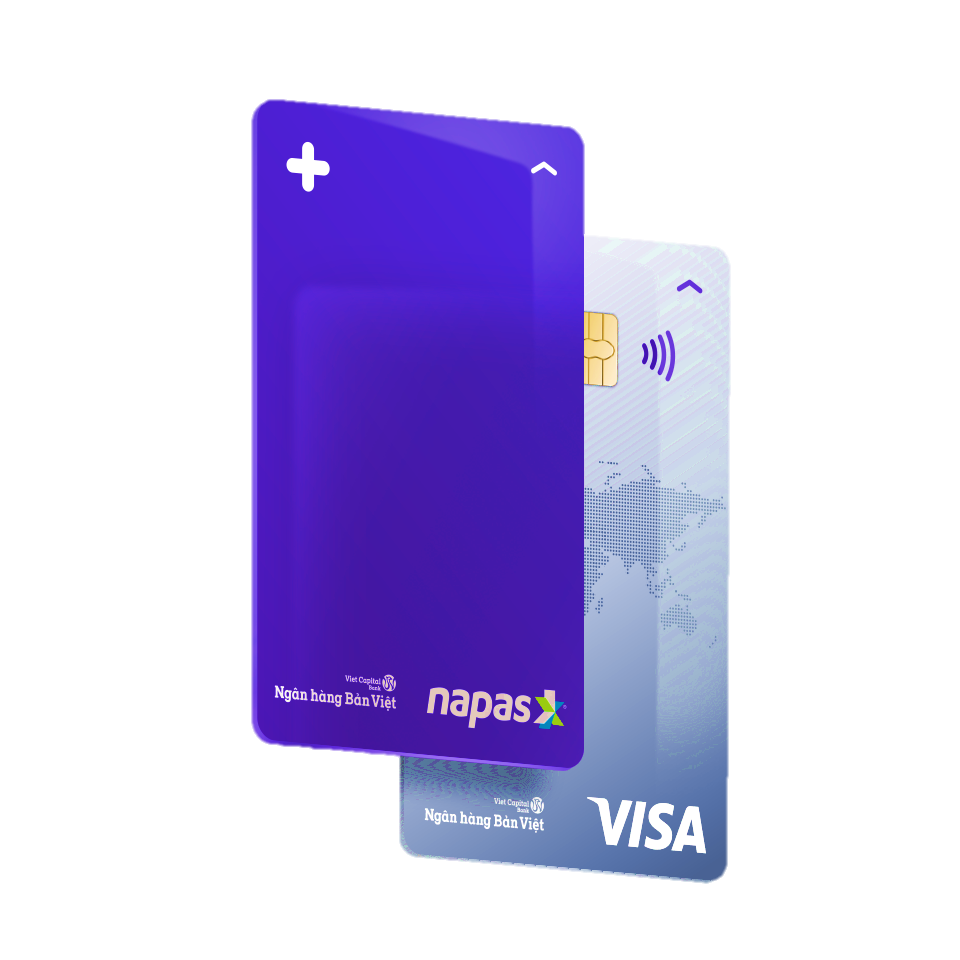 Viet Capital
Bank
Ngân hàng Bản Việt
napas
Viet Capital
Bank
Ngân hàng Bản Việt
VISA